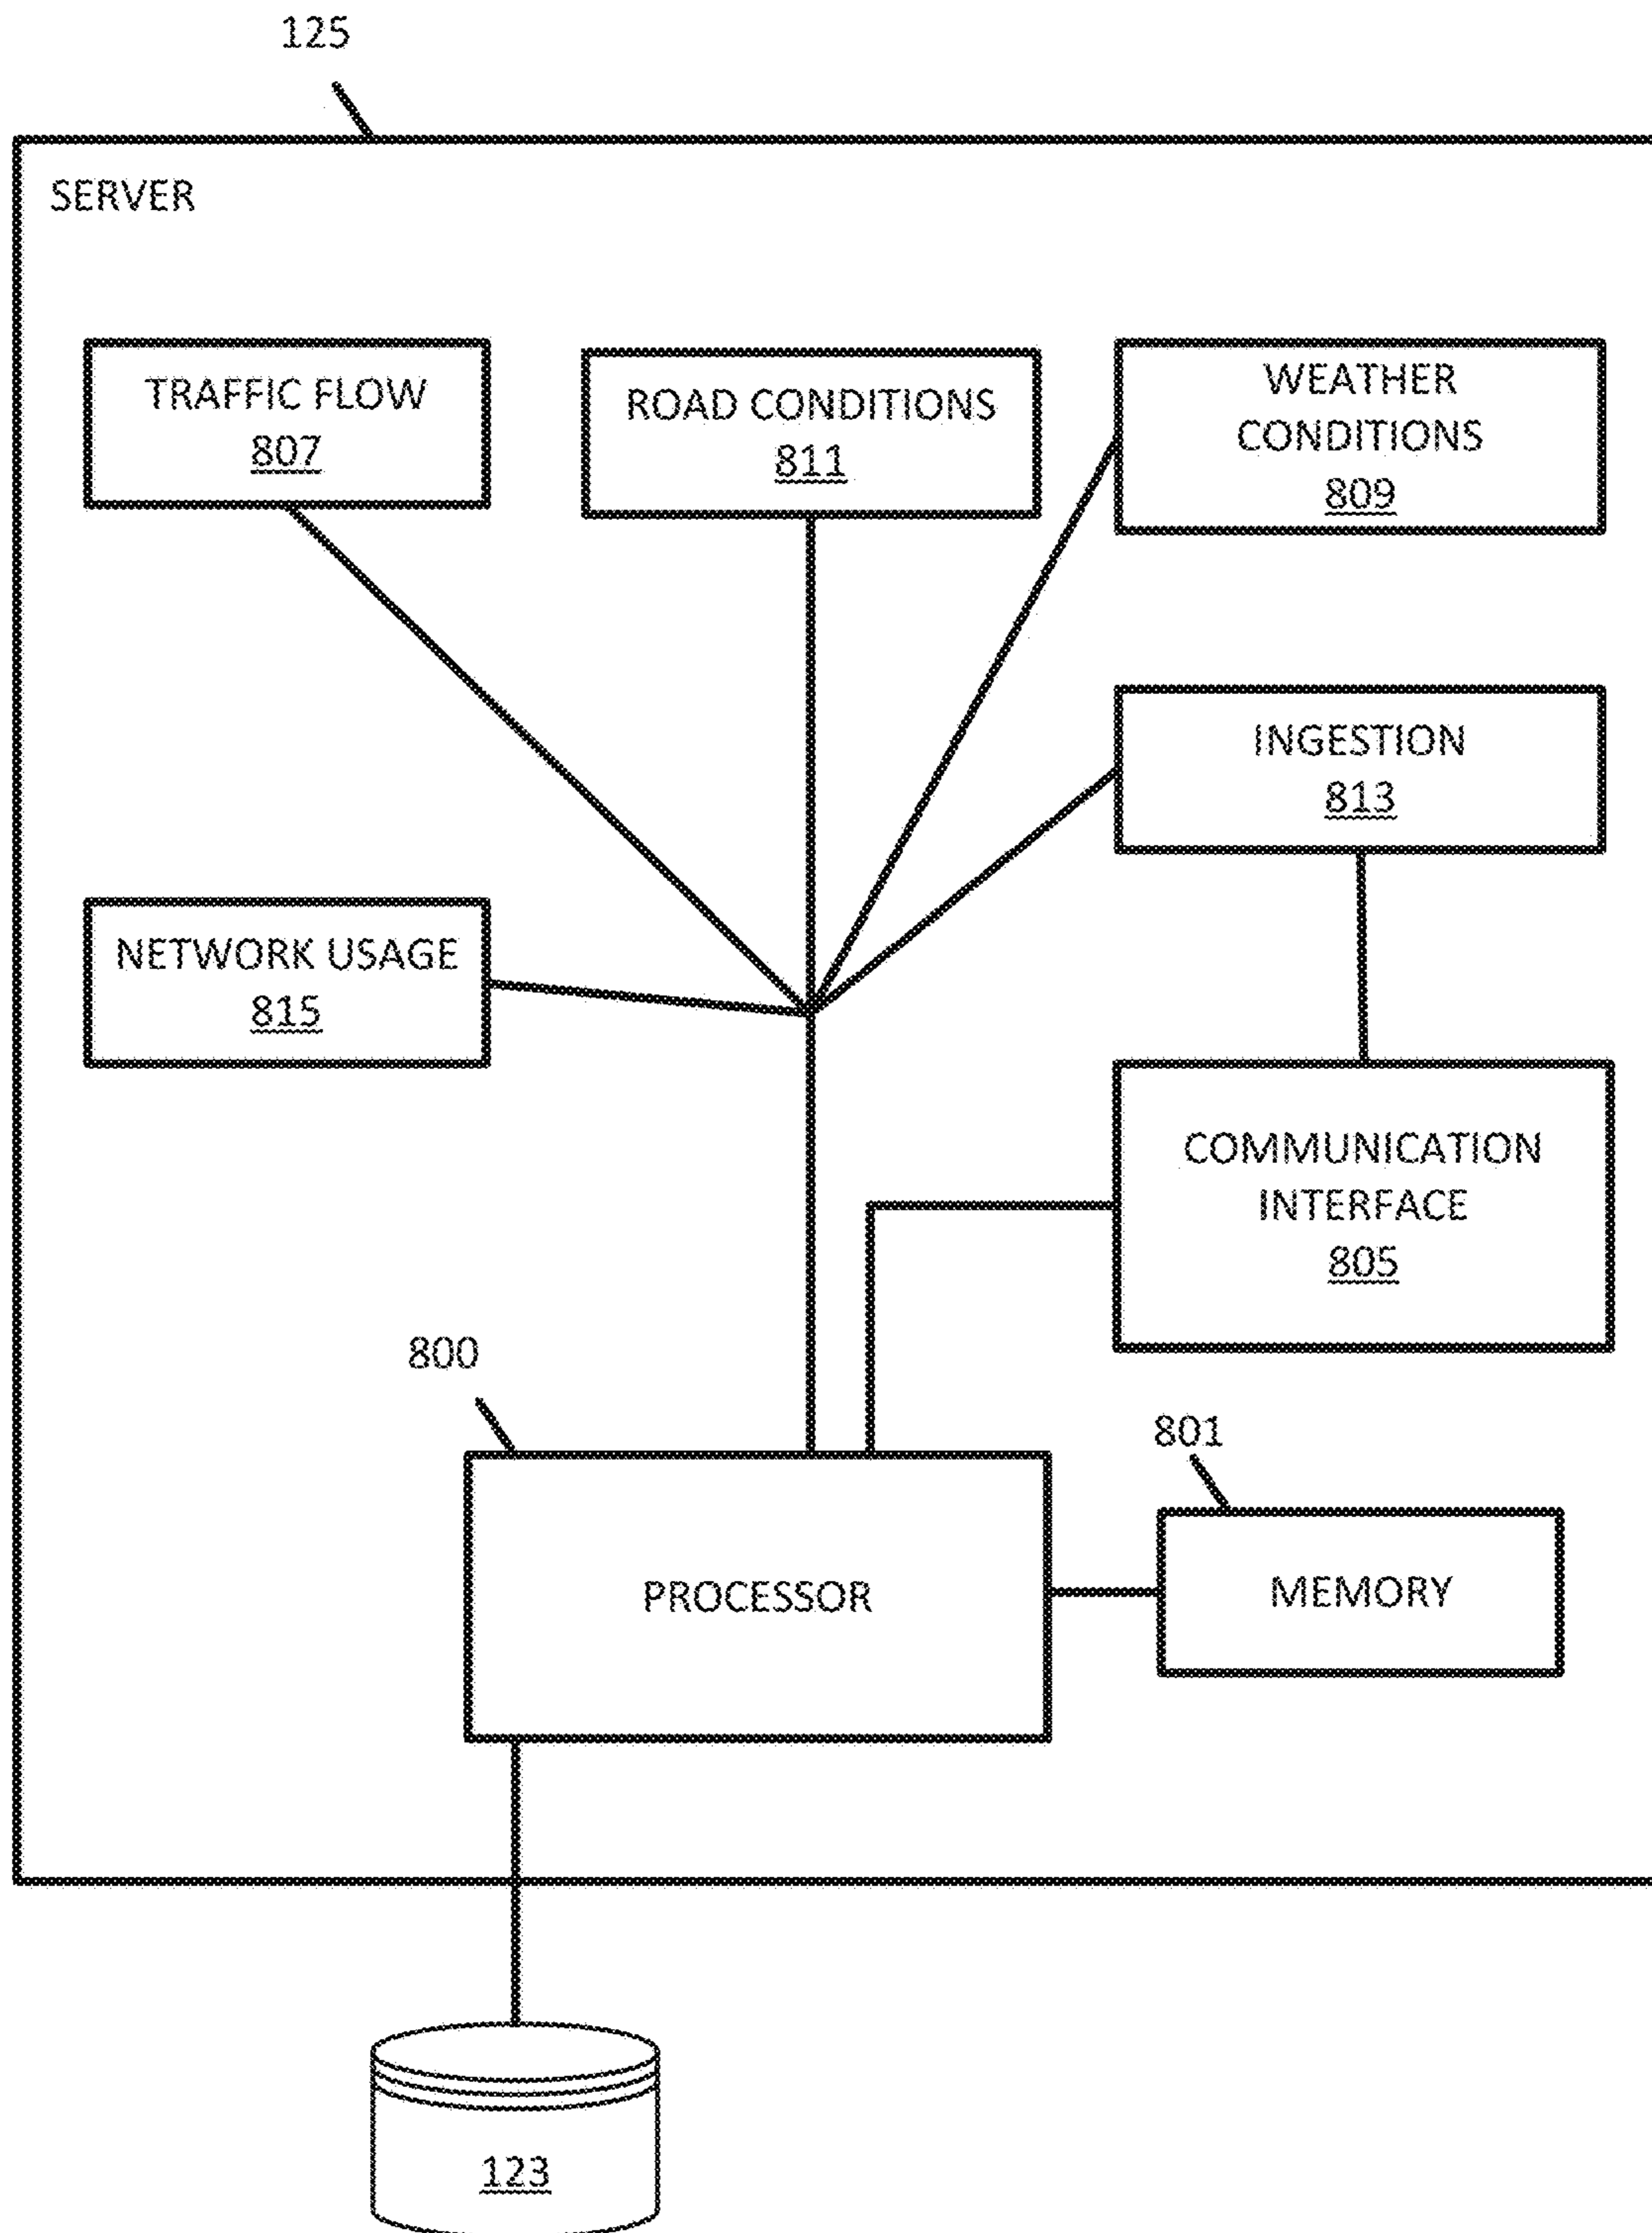 125
SERVER
TRAFFIC FLOW
807
ROAD CONDITIONS
811
WEATHER
CONDITIONS
809
INGESTION
813
NETWORK USAGE
815
COMMUNICATION
INTERFACE
805
800
801
PROCESSOR
MEMORY
123